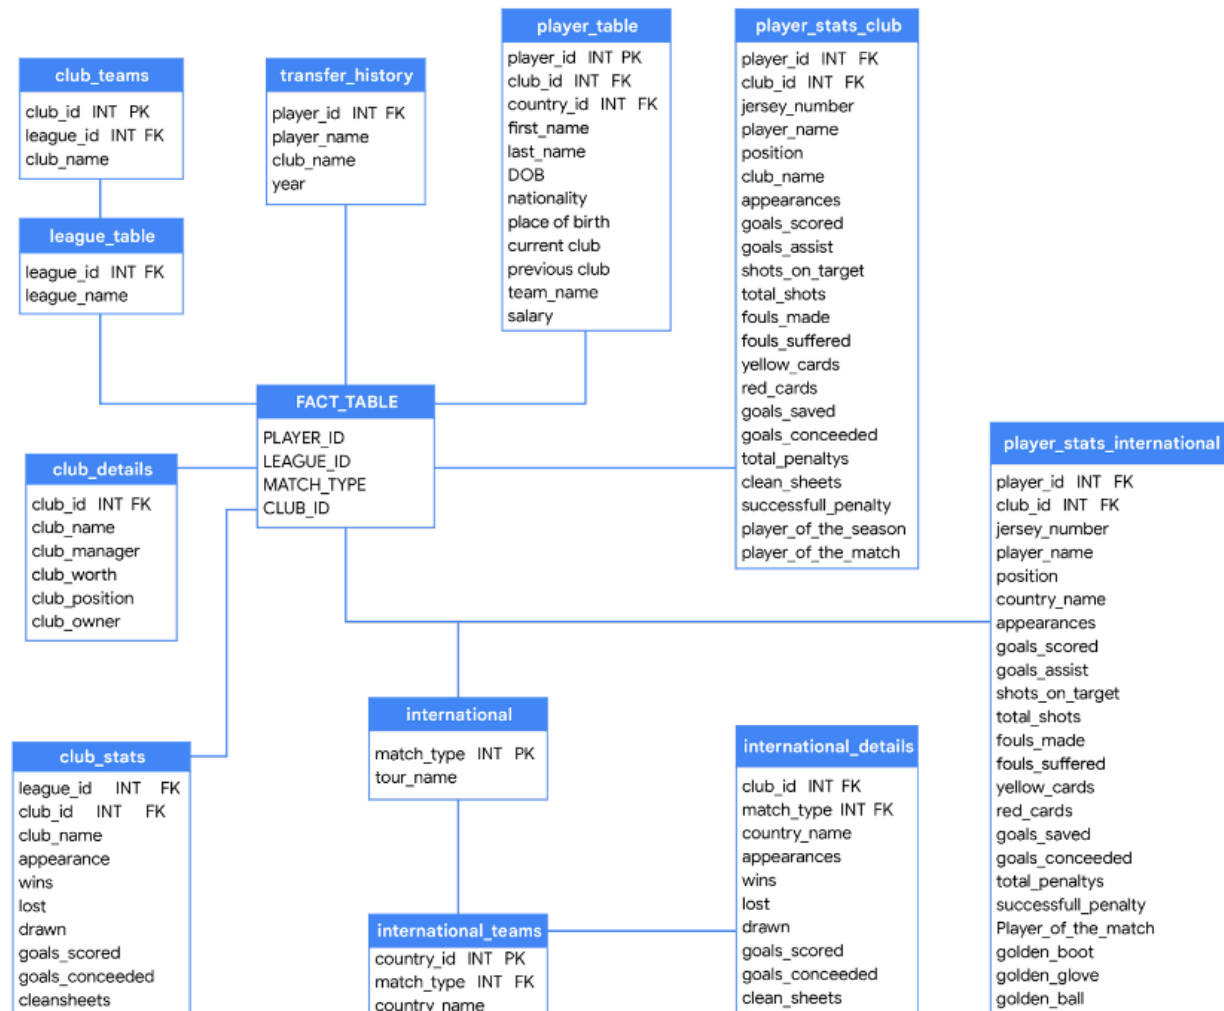 club_teams
club_id INT PK
league_id INT FK
club_name
league_table
league_id INT FK
league_name
transfer_history
player_id INT FK
player_name
club_name
year
player_table
player_id INT PK
club_id INT FK
country_id INT FK
first_name
last_name
DOB
nationality
place of birth
current club
previous club
team_name
salary
player_stats_club
player_id INT FK
club_id INT FK
jersey_number
player_name
position
club_name
appearances
goals_scored
goals_assist
shots_on_target
total_shots
fouls_made
fouls_suffered
yellow_cards
red_cards
goals_saved
goals_conceeded
total_penaltys
clean_sheets
successfull_penalty
player_of_the_season
player_of_the_match
FACT_TABLE
PLAYER_ID
LEAGUE_ID
MATCH_TYPE
CLUB_ID
club_details
club_id INT FK
club_name
club_manager
club_worth
club_position
club_owner
player_stats_international
player_id INT FK
club_id INT FK
jersey_number
player_name
position
country_name
appearances
goals_scored
goals_assist
shots_on_target
total_shots
fouls_made
fouls_suffered
yellow_cards
red_cards
goals_saved
goals_conceeded
total_penaltys
successfull_penalty
Player_of_the_match
golden_boot
golden_glove
golden_ball
club_stats
league_id INT FK
club_id INT FK
club_name
appearance
wins
lost
drawn
goals_scored
goals_conceeded
cleansheets
international
match_type INT PK
tour_name
international_teams
country_id INT PK
match_type INT FK
country_name
international_details
club_id INT FK
match_type INT FK
country_name
appearances
wins
lost
drawn
goals_scored
goals_conceeded
clean_sheets